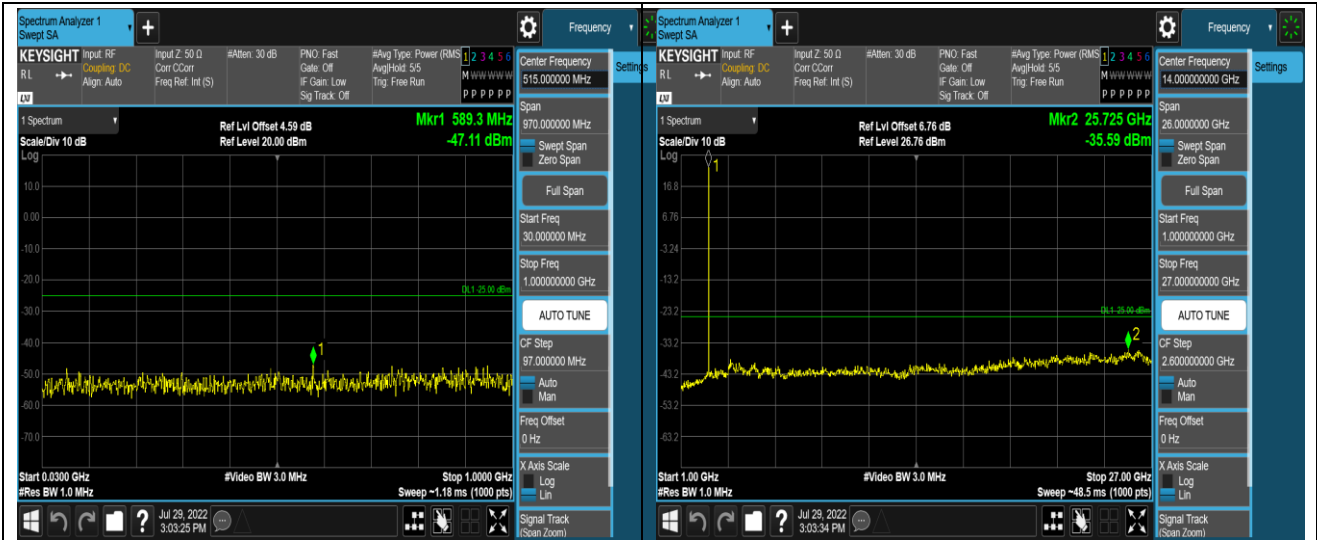 Spectrum Analyzer 1
Swept SA
+
Frequency
KEYSIGHT
Input: RF
Input Z: 50 Ω
#Atten: 30 dB
PNO: Fast
#Avg Type: Power (RMS
1 2 3 4 5 6
RL
Coupling: DC
Corr CCorr
Gate: Off
Avg|Hold: 5/5
M W W W W W
Align: Auto
Freq Ref: Int (S)
IF Gain: Low
Trig: Free Run
Sig Track: Off
P P P P P P
LXI
1 Spectrum
Ref Lvl Offset 4.59 dB
Mkr1 589.3 MHz
Scale/Div 10 dB
Ref Level 20.00 dBm
-47.11 dBm
Log
10.0
0.00
-10.0
-20.0
DL1 -25.00 dBm
-30.0
-40.0
1
-50.0
-60.0
-70.0
Start 0.0300 GHz
#Video BW 3.0 MHz
Stop 1.0000 GHz
#Res BW 1.0 MHz
Sweep ~1.18 ms (1000 pts)
?
Jul 29, 2022
3:03:25 PM
Center Frequency
515.000000 MHz
Settings
Span
970.000000 MHz
Swept Span
Zero Span
Full Span
Start Freq
30.000000 MHz
Stop Freq
1.000000000 GHz
AUTO TUNE
CF Step
97.000000 MHz
Auto
Man
Freq Offset
0 Hz
X Axis Scale
Log
Lin
Signal Track
(Span Zoom)
Spectrum Analyzer 1
Swept SA
+
Frequency
KEYSIGHT
Input: RF
Input Z: 50 Ω
#Atten: 30 dB
PNO: Fast
#Avg Type: Power (RMS
1 2 3 4 5 6
RL
Coupling: DC
Corr CCorr
Gate: Off
Avg|Hold: 5/5
M W W W W W
Align: Auto
Freq Ref: Int (S)
IF Gain: Low
Trig: Free Run
Sig Track: Off
P P P P P P
LXI
1 Spectrum
Ref Lvl Offset 6.76 dB
Mkr2 25.725 GHz
Scale/Div 10 dB
Ref Level 26.76 dBm
-35.59 dBm
Log
1
16.8
6.76
-3.24
-13.2
-23.2
DL1 -25.00 dBm
-33.2
2
-43.2
-53.2
-63.2
Start 1.00 GHz
#Video BW 3.0 MHz
Stop 27.00 GHz
#Res BW 1.0 MHz
Sweep ~48.5 ms (1000 pts)
?
Jul 29, 2022
3:03:34 PM
Center Frequency
14.000000000 GHz
Settings
Span
26.0000000 GHz
Swept Span
Zero Span
Full Span
Start Freq
1.000000000 GHz
Stop Freq
27.000000000 GHz
AUTO TUNE
CF Step
2.600000000 GHz
Auto
Man
Freq Offset
0 Hz
X Axis Scale
Log
Lin
Signal Track
(Span Zoom)